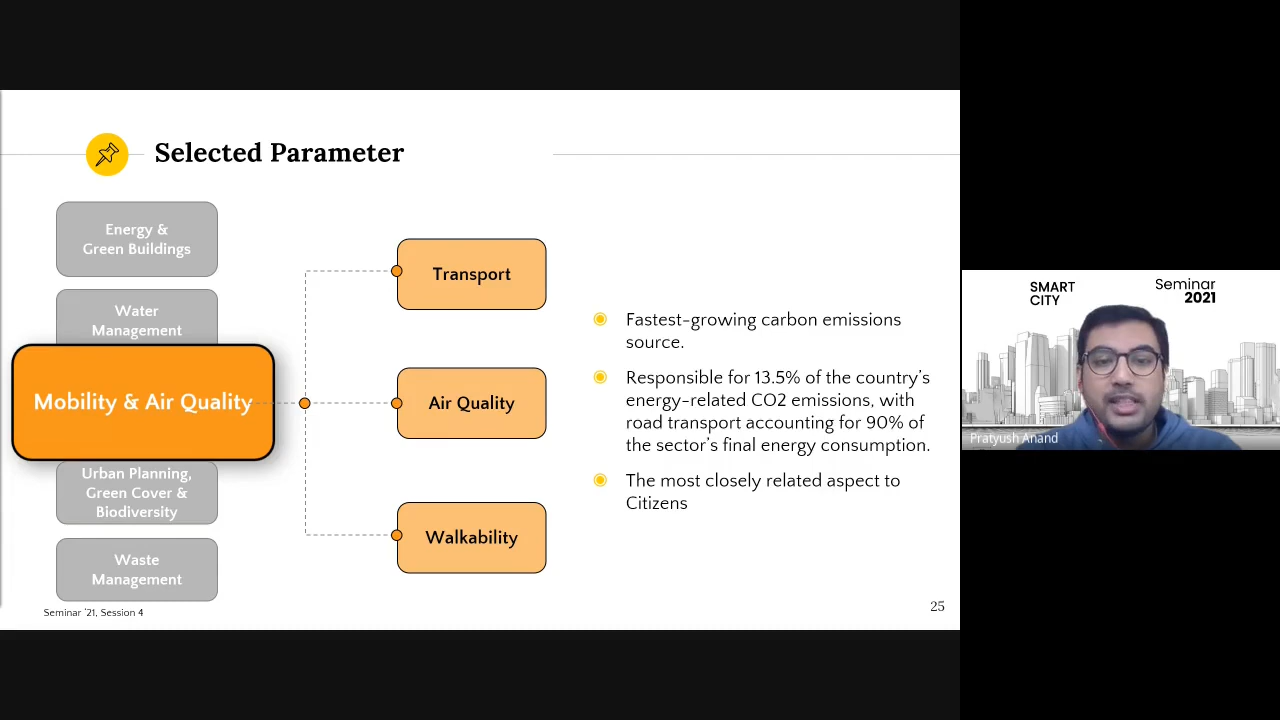 Selected Parameter
Energy &
Green Buildings
Water
Management
Mobility & Air Quality
Urban Planning,
Green Cover &
Biodiversity
Waste
Management
Transport
Air Quality
Walkability
Fastest-growing carbon emissions
source.
Responsible for 13.5% of the country’s
energy-related CO2 emissions, with
road transport accounting for 90% of
the sector’s final energy consumption.
The most closely related aspect to
Citizens
Seminar ’21, Session 4
25
SMART
CITY
Seminar
2021
Pratyush Anand